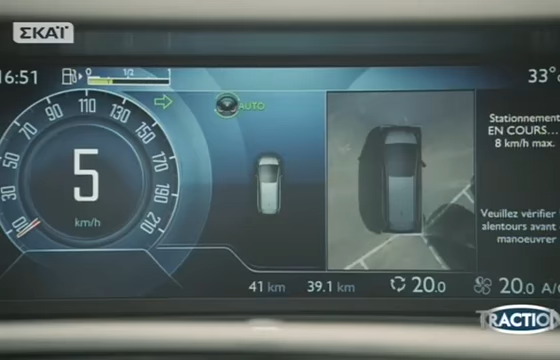 ΣΚΑΪ
16:51
0 1/2
33°
AUTO
10 30 50 70 90 110 130 150 170 190 210
5
km/h
Stationnement
EN COURS...
8 km/h max.
Veuillez vérifier
alentours avant
manoeuvrer
41 km 39.1 km 20.0 20.0 A/C
TRACTION